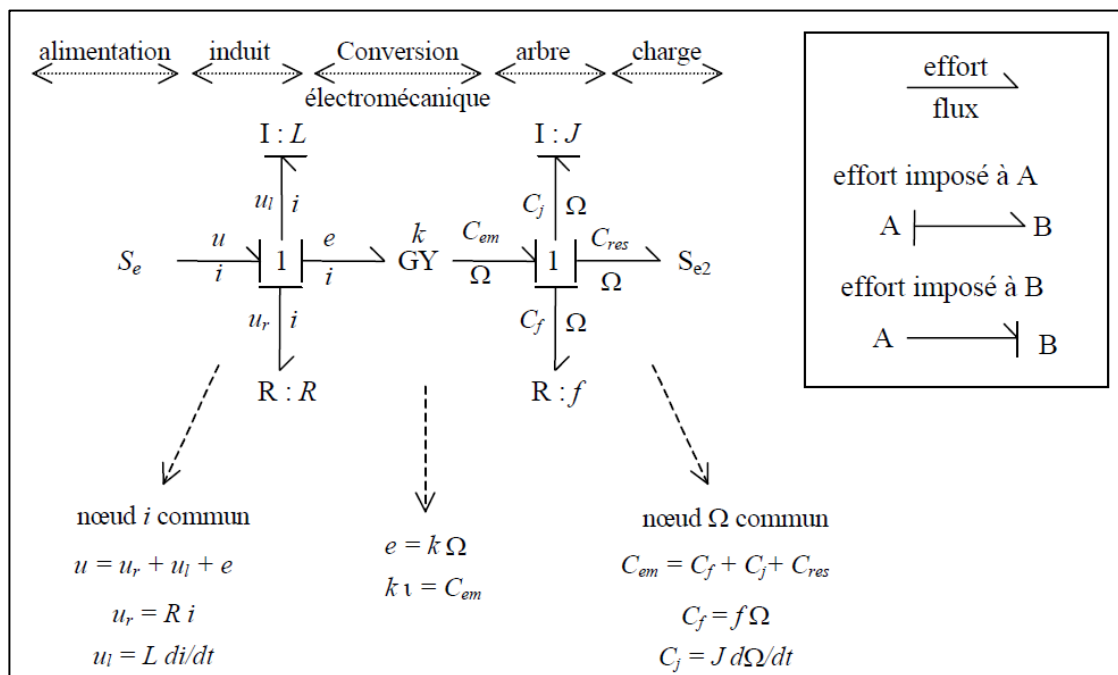 alimentation induit Conversion arbre charge
électromécanique
I : L I : J
u_l i C_j Ω
S_e u i 1 e i k GY C_em Ω 1 C_res Ω S_e2
u_r i C_f Ω
R : R R : f
nœud i commun
u = u_r + u_l + e
u_r = R i
u_l = L di/dt
e = k Ω
k ι = C_em
nœud Ω commun
C_em = C_f + C_j + C_res
C_f = f Ω
C_j = J dΩ/dt
effort
flux
effort imposé à A
A B
effort imposé à B
A B